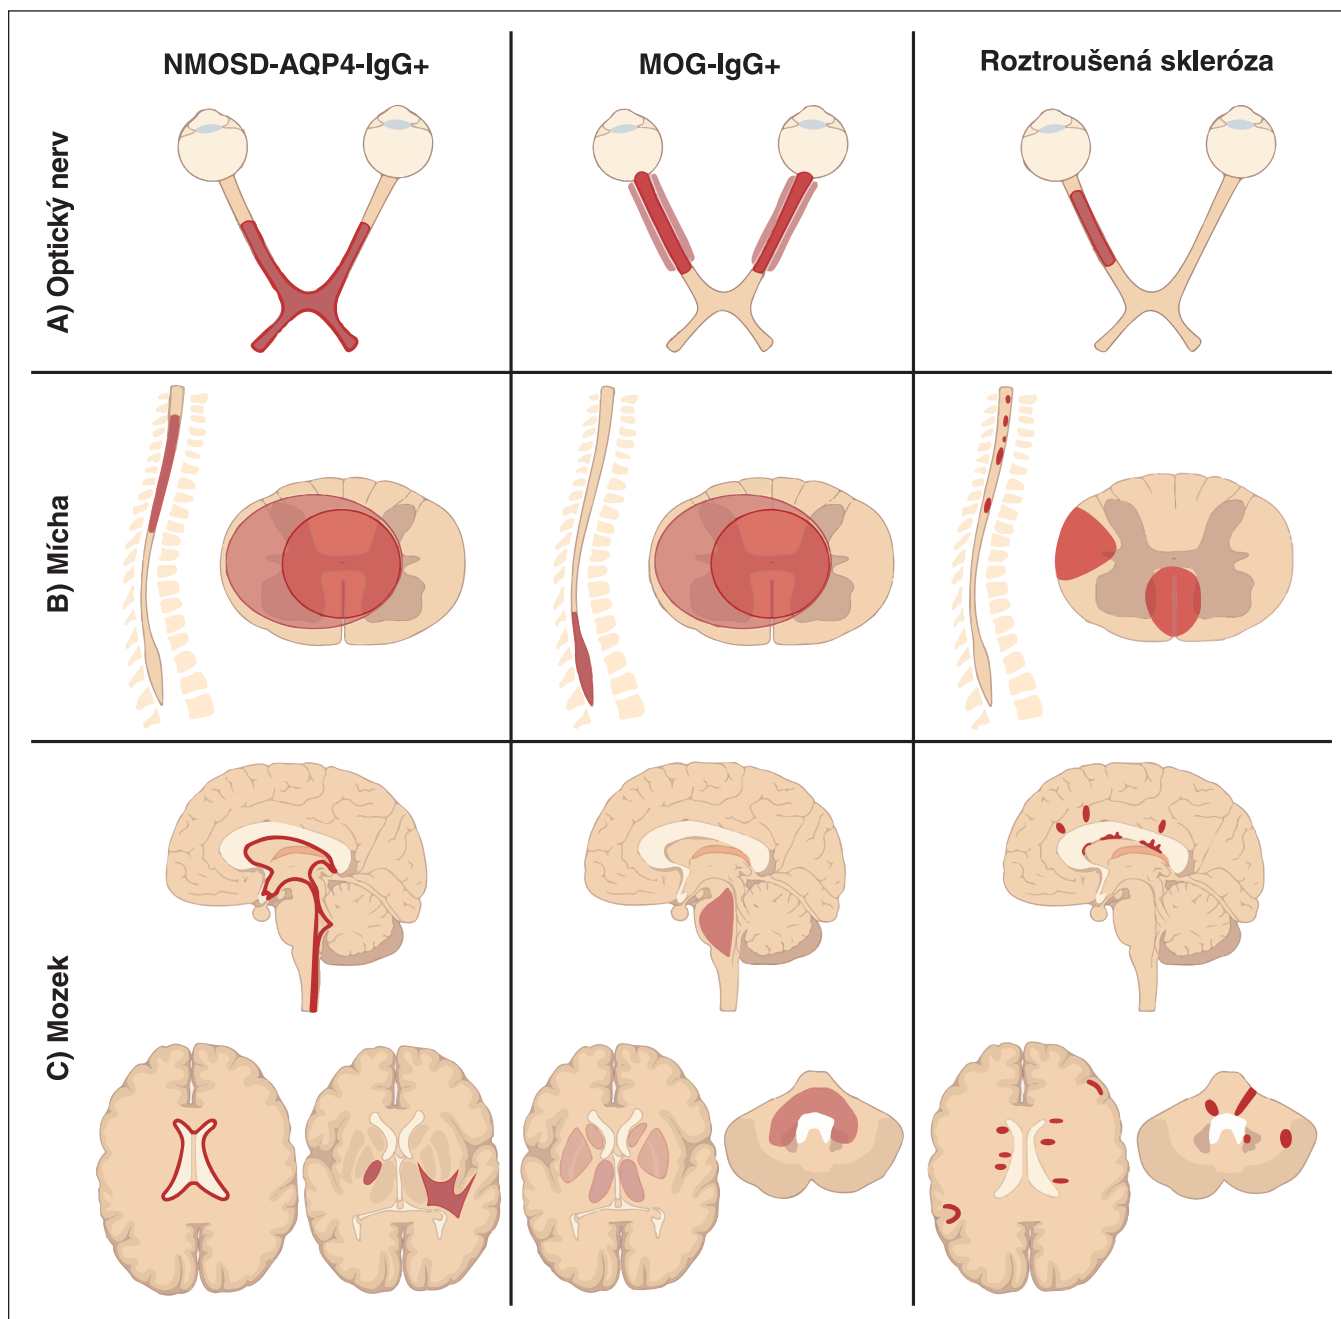 NMOSD-AQP4-IgG+
MOG-IgG+
Roztroušená skleróza
A) Optický nerv
B) Mícha
C) Mozek